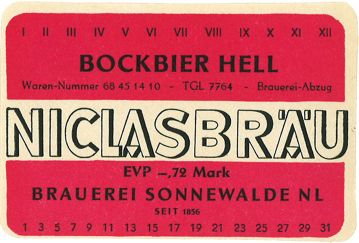 I II III IV V VI VII VIII IX X XI XII
BOCKBIER HELL
Waren-Nummer 68 45 14 10 - TGL 7764 - Brauerei-Abzug
NICLASBRÄU
EVP —,72 Mark
BRAUEREI SONNEWALDE NL
SEIT 1856
1 3 5 7 9 11 13 15 17 19 21 23 25 27 29 31